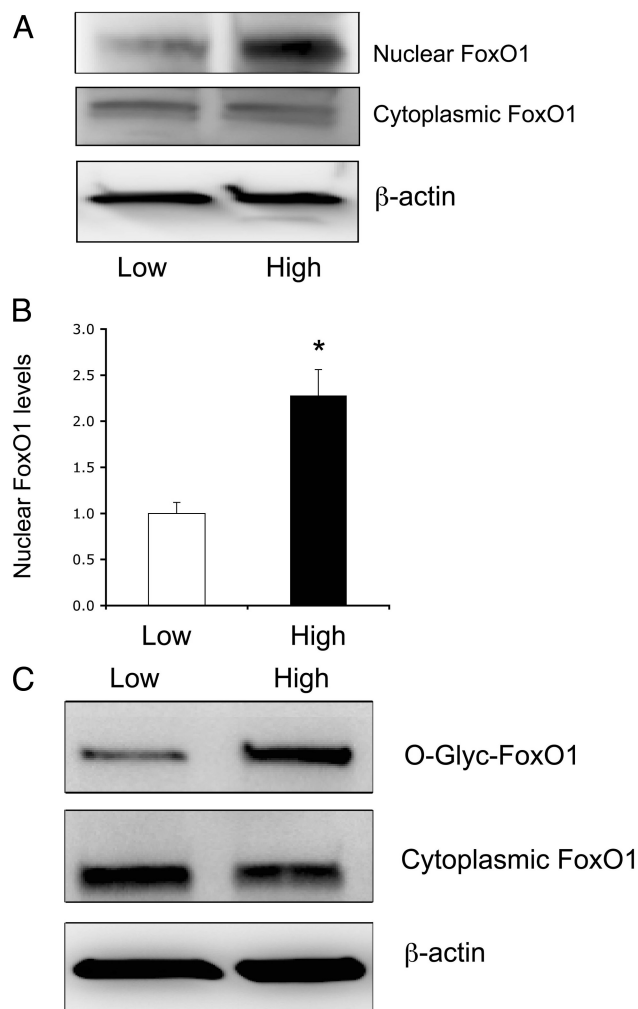 A
Nuclear FoxO1
Cytoplasmic FoxO1
β-actin
Low High
B
Nuclear FoxO1 levels
3.0
2.5
2.0
1.5
1.0
0.5
0.0
*
Low High
C
Low High
O-Glyc-FoxO1
Cytoplasmic FoxO1
β-actin